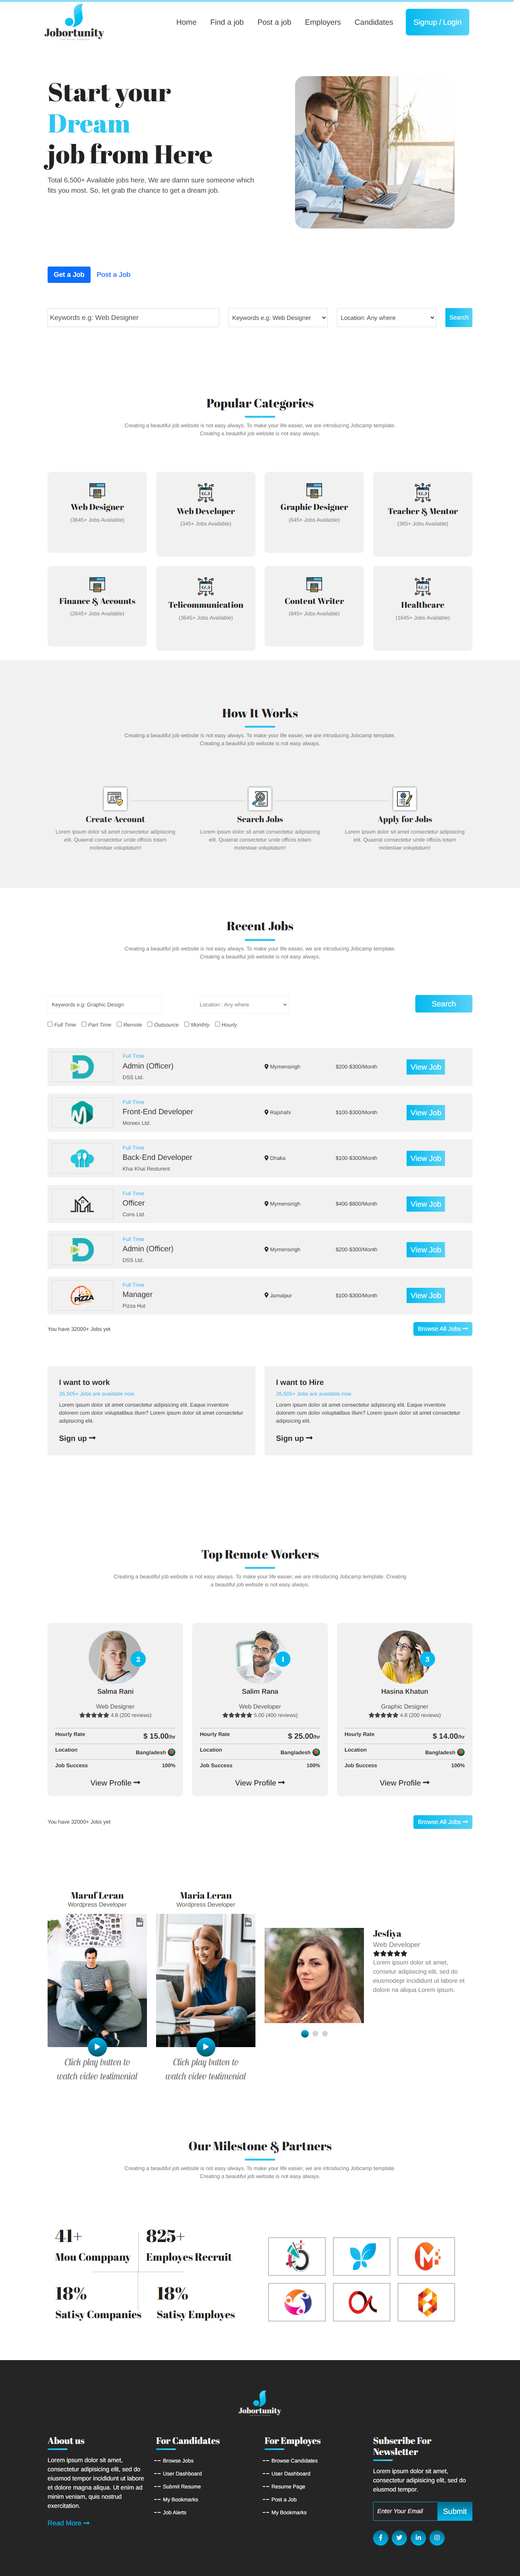 Jobortunity
Home Find a job Post a job Employers Candidates Signup / Login
Start your
Dream
job from Here
Total 6,500+ Available jobs here. We are damn sure someone which
fits you most. So, let grab the chance to get a dream job.
Get a Job Post a Job
Keywords e.g: Web Designer Keywords e.g: Web Designer Location: Any where Search
Popular Categories
Creating a beautiful job website is not easy always. To make your life easier, we are introducing Jobcamp template.
Creating a beautiful job website is not easy always.
Web Designer
(3645+ Jobs Available)
Web Developer
(345+ Jobs Available)
Graphic Designer
(645+ Jobs Available)
Teacher & Mentor
(365+ Jobs Available)
Finance & Accounts
(2645+ Jobs Available)
Telicommunication
(3645+ Jobs Available)
Content Writer
(845+ Jobs Available)
Healthcare
(1645+ Jobs Available)
How It Works
Creating a beautiful job website is not easy always. To make your life easier, we are introducing Jobcamp template.
Creating a beautiful job website is not easy always.
Create Account
Lorem ipsum dolor sit amet consectetur adipisicing
elit. Quaerat consectetur unde officiis totam
molestiae voluptatum!
Search Jobs
Lorem ipsum dolor sit amet consectetur adipisicing
elit. Quaerat consectetur unde officiis totam
molestiae voluptatum!
Apply for Jobs
Lorem ipsum dolor sit amet consectetur adipisicing
elit. Quaerat consectetur unde officiis totam
molestiae voluptatum!
Recent Jobs
Creating a beautiful job website is not easy always. To make your life easier, we are introducing Jobcamp template.
Creating a beautiful job website is not easy always.
Keywords e.g: Graphic Design Location : Any where Search
Full Time Part Time Remote Outsource Monthly Hourly
Full Time
Admin (Officer)
DSS Ltd.
Mymensingh $200-$300/Month View Job
Full Time
Front-End Developer
Moreex Ltd.
Rajshahi $100-$300/Month View Job
Full Time
Back-End Developer
Khai Khai Resturent
Dhaka $100-$300/Month View Job
Full Time
Officer
Cons Ltd.
Mymensingh $400-$800/Month View Job
Full Time
Admin (Officer)
DSS Ltd.
Mymensingh $200-$300/Month View Job
PIZZA
Full Time
Manager
Pizza Hut
Jamalpur $100-$300/Month View Job
You have 32000+ Jobs yet Browse All Jobs
I want to work
26,505+ Jobs are available now
Lorem ipsum dolor sit amet consectetur adipisicing elit. Eaque inventore
dolorem cum dolor voluptatibus illum? Lorem ipsum dolor sit amet consectetur
adipisicing elit.
Sign up
I want to Hire
26,505+ Jobs are available now
Lorem ipsum dolor sit amet consectetur adipisicing elit. Eaque inventore
dolorem cum dolor voluptatibus illum? Lorem ipsum dolor sit amet consectetur
adipisicing elit.
Sign up
Top Remote Workers
Creating a beautiful job website is not easy always. To make your life easier, we are introducing Jobcamp template. Creating
a beautiful job website is not easy always.
2
Salma Rani
Web Designer
4.8 (200 reviews)
Hourly Rate $ 15.00/hr
Location Bangladesh
Job Success 100%
View Profile
1
Salim Rana
Web Developer
5.00 (400 reviews)
Hourly Rate $ 25.00/hr
Location Bangladesh
Job Success 100%
View Profile
3
Hasina Khatun
Graphic Designer
4.8 (200 reviews)
Hourly Rate $ 14.00/hr
Location Bangladesh
Job Success 100%
View Profile
You have 32000+ Jobs yet Browse All Jobs
Maruf Leran
Wordpress Developer
Click play button to
watch video testimonial
Maria Leran
Wordpress Developer
Click play button to
watch video testimonial
Jesfiya
Web Developer
Lorem ipsum dolor sit amet,
consetur adipisicing elit, sed do
eiusmodepr incididunt ut labore et
dolore na aliqua Lorem ipsum.
Our Milestone & Partners
Creating a beautiful job website is not easy always. To make your life easier, we are introducing Jobcamp template.
Creating a beautiful job website is not easy always.
41+
Mou Comppany
825+
Employes Recruit
18%
Satisy Companies
18%
Satisy Employes
Jobortunity
About us
Lorem ipsum dolor sit amet,
consectetur adipisicing elit, sed do
eiusmod tempor incididunt ut labore
et dolore magna aliqua. Ut enim ad
minim veniam, quis nostrud
exercitation.
Read More
For Candidates
Browse Jobs
User Dashboard
Submit Resume
My Bookmarks
Job Alerts
For Employes
Browse Candidates
User Dashboard
Resume Page
Post a Job
My Bookmarks
Subscribe For
Newsletter
Lorem ipsum dolor sit amet,
consectetur adipisicing elit, sed do
eiusmod tempor.
Enter Your Email Submit